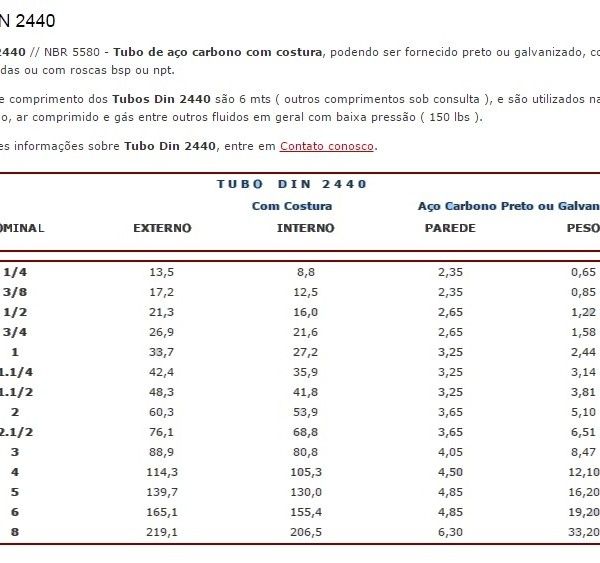 N 2440
2440 // NBR 5580 - Tubo de aço carbono com costura, podendo ser fornecido preto ou galvanizado, co
das ou com roscas bsp ou npt.
e comprimento dos Tubos Din 2440 são 6 mts ( outros comprimentos sob consulta ), e são utilizados na
o, ar comprimido e gás entre outros fluidos em geral com baixa pressão ( 150 lbs ).
es informações sobre Tubo Din 2440, entre em Contato conosco.
TUBO DIN 2440
Com Costura Aço Carbono Preto ou Galvan
OMINAL EXTERNO INTERNO PAREDE PESO
1/4 13,5 8,8 2,35 0,65
3/8 17,2 12,5 2,35 0,85
1/2 21,3 16,0 2,65 1,22
3/4 26,9 21,6 2,65 1,58
1 33,7 27,2 3,25 2,44
1.1/4 42,4 35,9 3,25 3,14
1.1/2 48,3 41,8 3,25 3,81
2 60,3 53,9 3,65 5,10
2.1/2 76,1 68,8 3,65 6,51
3 88,9 80,8 4,05 8,47
4 114,3 105,3 4,50 12,10
5 139,7 130,0 4,85 16,20
6 165,1 155,4 4,85 19,20
8 219,1 206,5 6,30 33,20